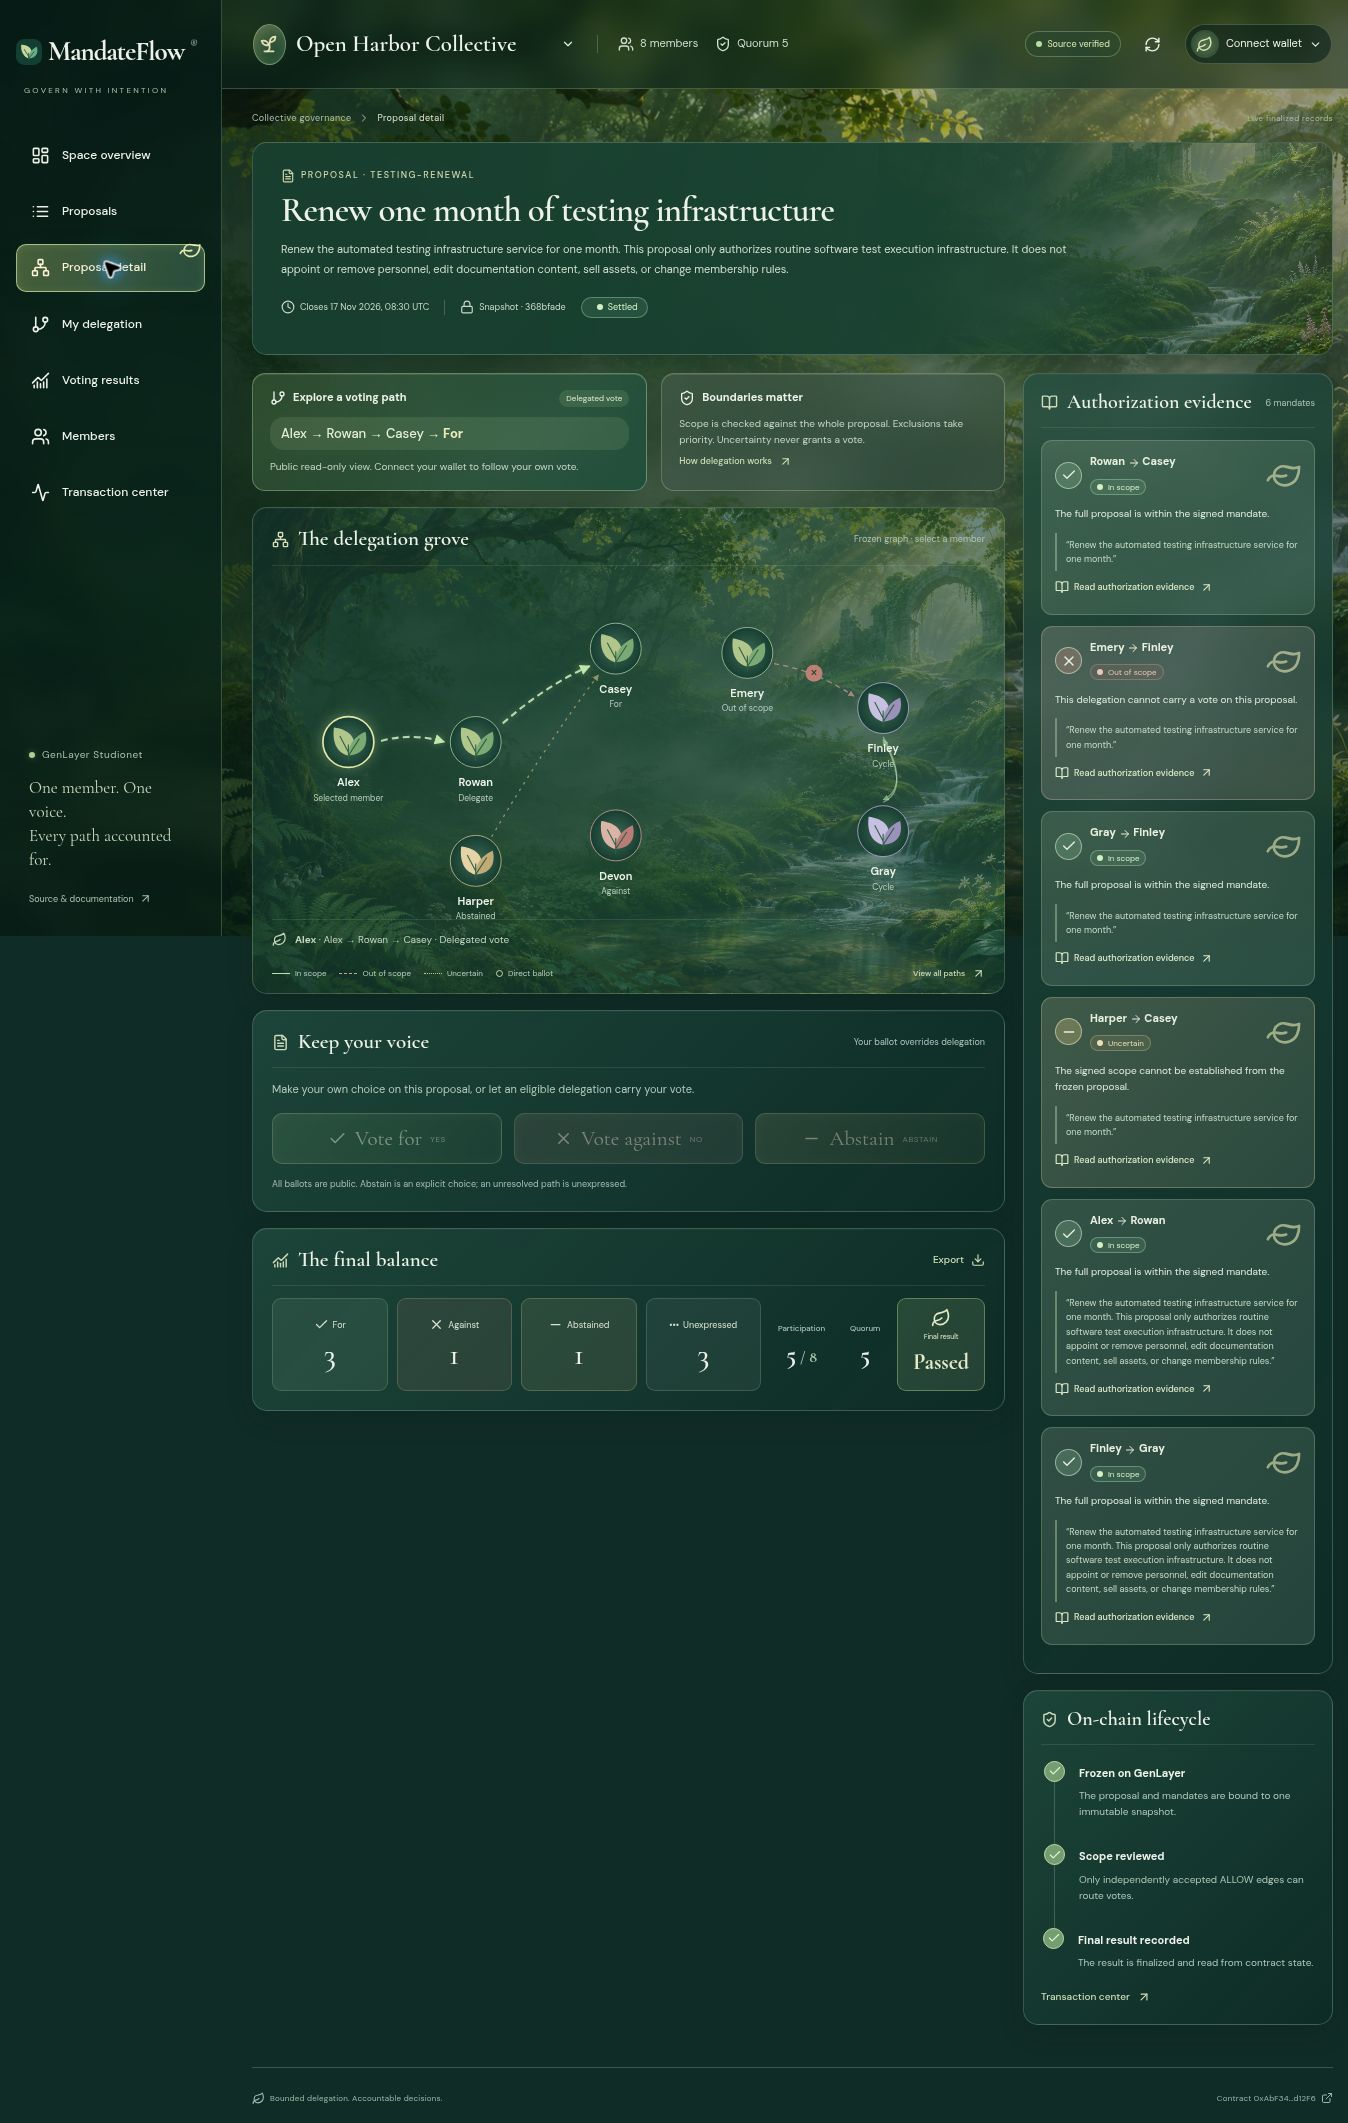 MandateFlow ®
GOVERN WITH INTENTION
Space overview
Proposals
Proposal detail
My delegation
Voting results
Members
Transaction center
GenLayer Studionet
One member. One
voice.
Every path accounted
for.
Source & documentation
Open Harbor Collective
8 members
Quorum 5
Source verified
Connect wallet
Collective governance
Proposal detail
Live finalized records
PROPOSAL · TESTING-RENEWAL
Renew one month of testing infrastructure
Renew the automated testing infrastructure service for one month. This proposal only authorizes routine software test execution infrastructure. It does not
appoint or remove personnel, edit documentation content, sell assets, or change membership rules.
Closes 17 Nov 2026, 08:30 UTC
Snapshot · 368bfade
Settled
Explore a voting path
Delegated vote
Alex → Rowan → Casey → For
Public read-only view. Connect your wallet to follow your own vote.
Boundaries matter
Scope is checked against the whole proposal. Exclusions take
priority. Uncertainty never grants a vote.
How delegation works
The delegation grove
Frozen graph · select a member
Casey
For
Emery
Out of scope
Finley
Cycle
Alex
Selected member
Rowan
Delegate
Harper
Abstained
Devon
Against
Gray
Cycle
Alex · Alex → Rowan → Casey · Delegated vote
In scope
Out of scope
Uncertain
Direct ballot
View all paths
Keep your voice
Your ballot overrides delegation
Make your own choice on this proposal, or let an eligible delegation carry your vote.
Vote for YES
Vote against NO
Abstain ABSTAIN
All ballots are public. Abstain is an explicit choice; an unresolved path is unexpressed.
The final balance
Export
For
3
Against
1
Abstained
1
Unexpressed
3
Participation
5 / 8
Quorum
5
Final result
Passed
Authorization evidence
6 mandates
Rowan → Casey
In scope
The full proposal is within the signed mandate.
“Renew the automated testing infrastructure service for
one month.”
Read authorization evidence
Emery → Finley
Out of scope
This delegation cannot carry a vote on this proposal.
“Renew the automated testing infrastructure service for
one month.”
Read authorization evidence
Gray → Finley
In scope
The full proposal is within the signed mandate.
“Renew the automated testing infrastructure service for
one month.”
Read authorization evidence
Harper → Casey
Uncertain
The signed scope cannot be established from the
frozen proposal.
“Renew the automated testing infrastructure service for
one month.”
Read authorization evidence
Alex → Rowan
In scope
The full proposal is within the signed mandate.
“Renew the automated testing infrastructure service for
one month. This proposal only authorizes routine
software test execution infrastructure. It does not
appoint or remove personnel, edit documentation
content, sell assets, or change membership rules.”
Read authorization evidence
Finley → Gray
In scope
The full proposal is within the signed mandate.
“Renew the automated testing infrastructure service for
one month. This proposal only authorizes routine
software test execution infrastructure. It does not
appoint or remove personnel, edit documentation
content, sell assets, or change membership rules.”
Read authorization evidence
On-chain lifecycle
Frozen on GenLayer
The proposal and mandates are bound to one
immutable snapshot.
Scope reviewed
Only independently accepted ALLOW edges can
route votes.
Final result recorded
The result is finalized and read from contract state.
Transaction center
Bounded delegation. Accountable decisions.
Contract 0xAbF34…d12F6